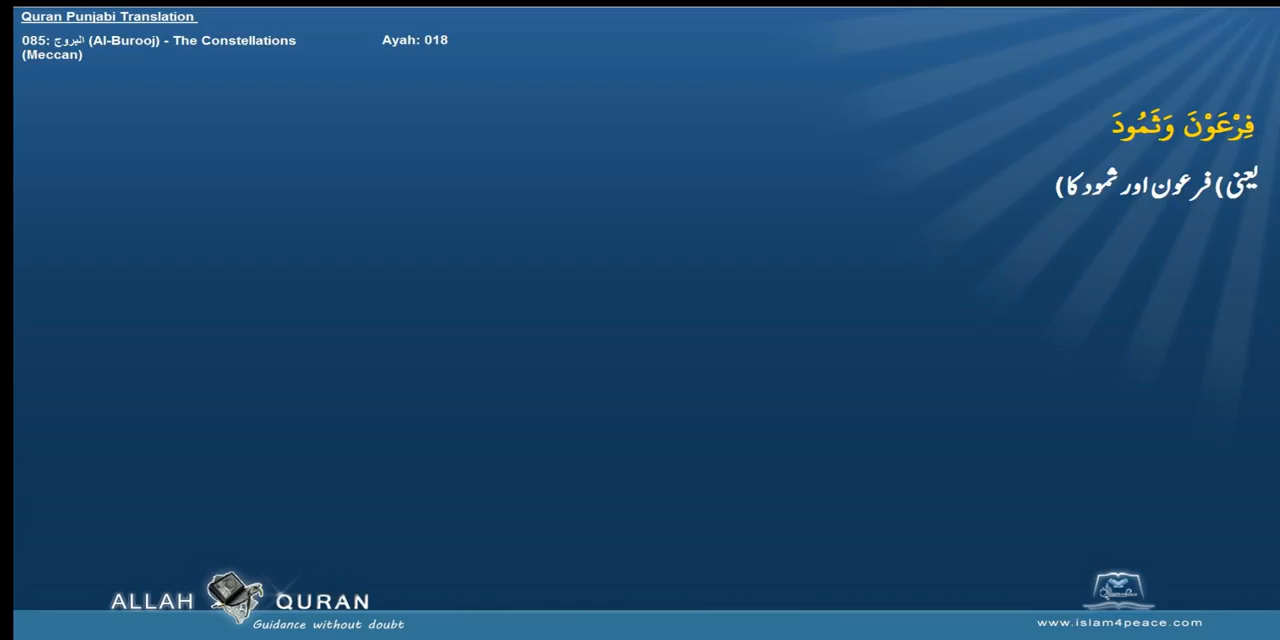 Quran Punjabi Translation
085: البروج (Al-Burooj) - The Constellations
(Meccan)
Ayah: 018
فِرْعَوْنَ وَثَمُودَ
یعنی) فرعون اور ثمود کا)
ALLAH QURAN
Guidance without doubt
www.islam4peace.com